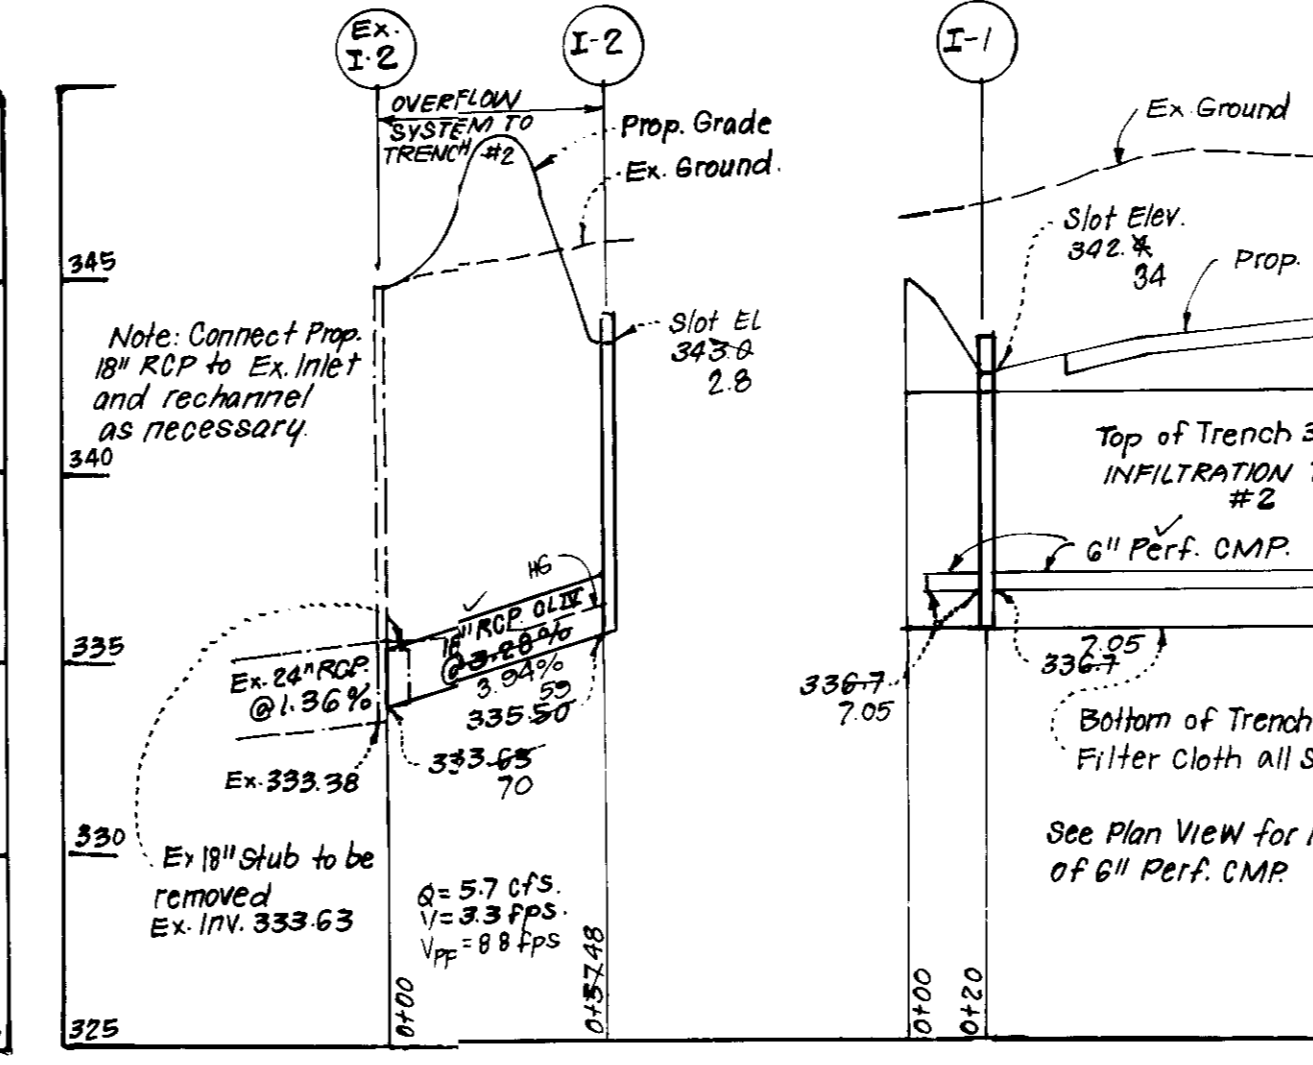 Ex.
I-2
I-2
I-1
OVERFLOW
SYSTEM TO
TRENCH #2
Prop. Grade
Ex. Ground.
Ex. Ground
Slot Elev.
342.4
34
Prop.
345
Note: Connect Prop.
18" RCP to Ex. Inlet
and rechannel
as necessary.
Slot El
343.0
2.8
340
Top of Trench 3
INFILTRATION
#2
6" Perf. CMP.
HG
335
18" RCP CL IV
@ 3.28%
3.94%
59
335.50
Ex. 24" RCP.
@ 1.36%
333.63
70
Ex. 333.38
336.7
7.05
7.05
336.7
Bottom of Trench
Filter Cloth all S
330
Ex 18" Stub to be
removed
Ex. Inv. 333.63
Q = 5.7 cfs.
V = 3.3 fps.
VPF = 8.8 fps
See Plan View for
of 6" Perf. CMP.
325
0+00
0+37.48
0+00
0+20